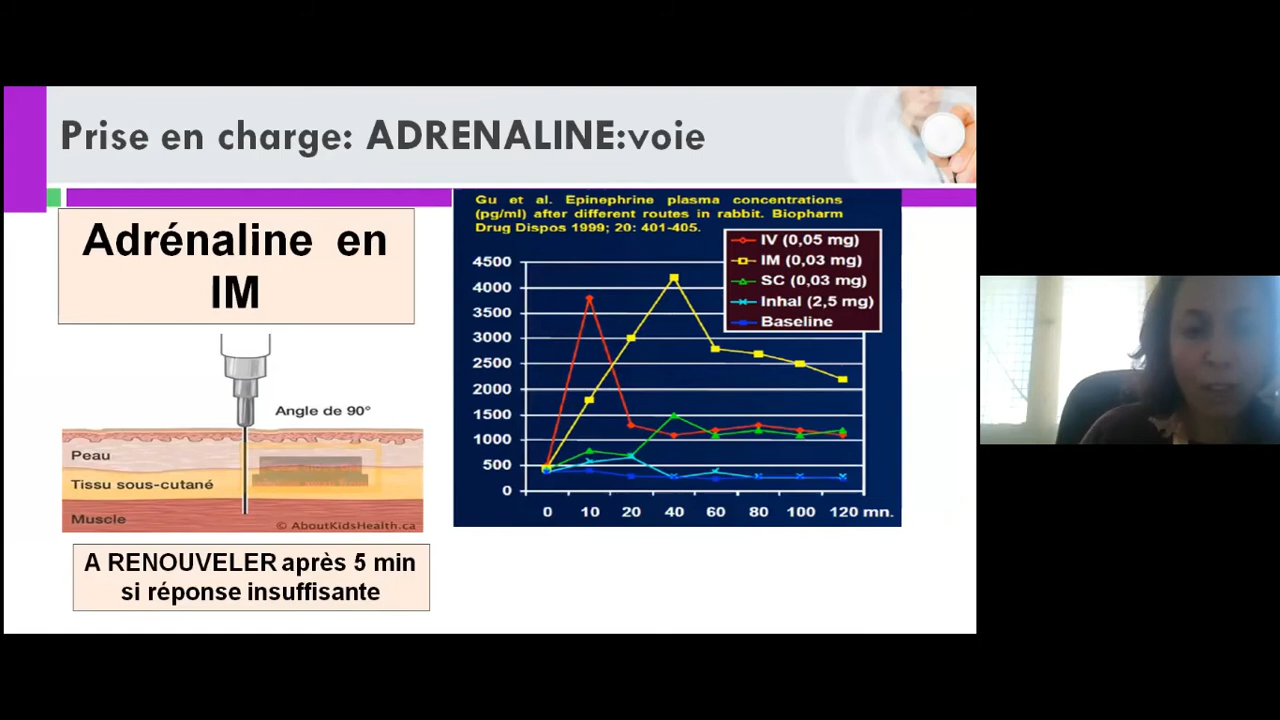 Prise en charge: ADRENALINE:voie
Adrénaline en
IM
Angle de 90°
Peau
Tissu sous-cutané
Muscle
© AboutKidsHealth.ca
A RENOUVELER après 5 min
si réponse insuffisante
Gu et al. Epinephrine plasma concentrations
(pg/ml) after different routes in rabbit. Biopharm
Drug Dispos 1999; 20: 401-405.
IV (0,05 mg)
IM (0,03 mg)
SC (0,03 mg)
Inhal (2,5 mg)
Baseline
4500
4000
3500
3000
2500
2000
1500
1000
500
0
0 10 20 40 60 80 100 120 mn.